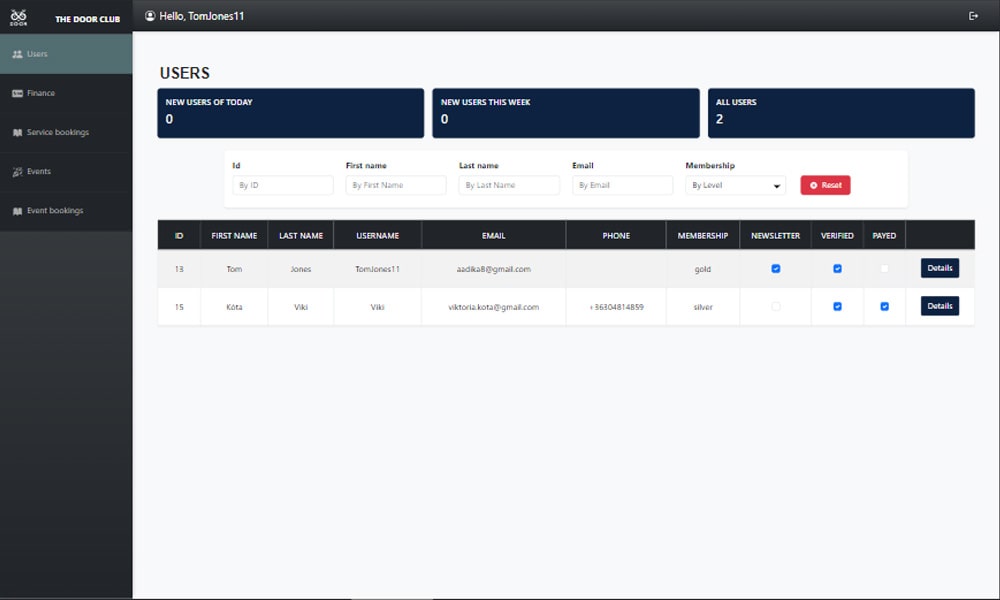 DOOR
THE DOOR CLUB
Hello, TomJones11
Users
Finance
Service bookings
Events
Event bookings
USERS
NEW USERS OF TODAY
0
NEW USERS THIS WEEK
0
ALL USERS
2
Id First name Last name Email Membership
By ID By First Name By Last Name By Email By Level Reset
ID FIRST NAME LAST NAME USERNAME EMAIL PHONE MEMBERSHIP NEWSLETTER VERIFIED PAYED
13 Tom Jones TomJones11 aadika8@gmail.com gold Details
15 Kóta Viki Viki viktoria.kota@gmail.com +36304814859 silver Details